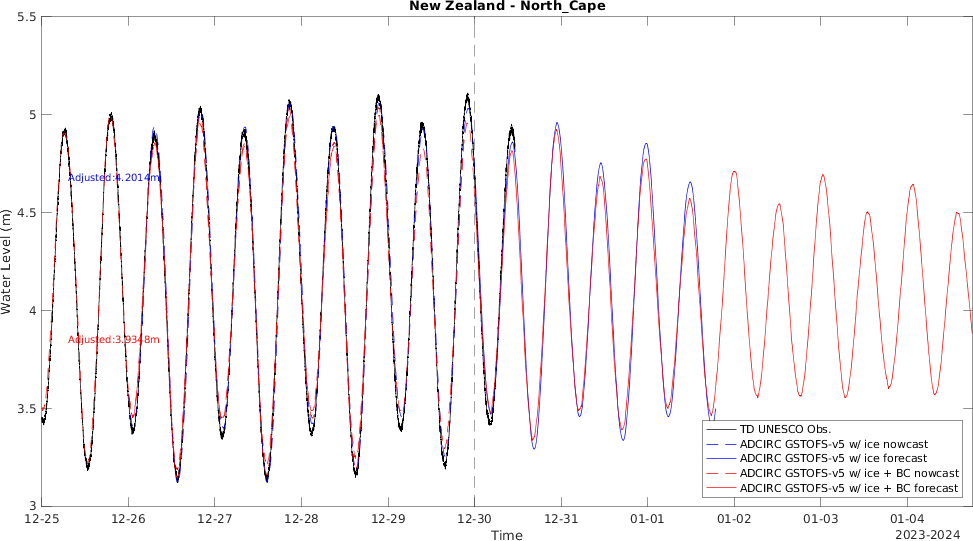 New Zealand - North_Cape
5.5
5
4.5
4
3.5
3
Water Level (m)
Adjusted:4.2014m
Adjusted:3.9348m
TD UNESCO Obs.
ADCIRC GSTOFS-v5 w/ ice nowcast
ADCIRC GSTOFS-v5 w/ ice forecast
ADCIRC GSTOFS-v5 w/ ice + BC nowcast
ADCIRC GSTOFS-v5 w/ ice + BC forecast
12-25 12-26 12-27 12-28 12-29 12-30 12-31 01-01 01-02 01-03 01-04
Time
2023-2024